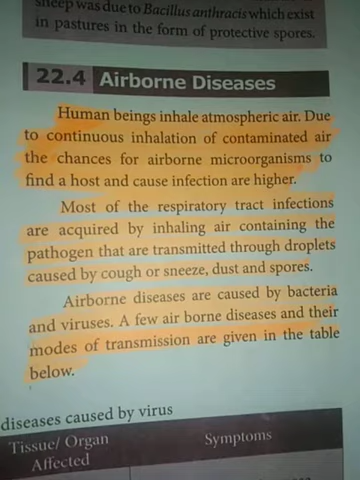 sheep was due to Bacillus anthracis which exist
in pastures in the form of protective spores.
22.4 Airborne Diseases
Human beings inhale atmospheric air. Due
to continuous inhalation of contaminated air
the chances for airborne microorganisms to
find a host and cause infection are higher.
Most of the respiratory tract infections
are acquired by inhaling air containing the
pathogen that are transmitted through droplets
caused by cough or sneeze, dust and spores.
Airborne diseases are caused by bacteria
and viruses. A few air borne diseases and their
modes of transmission are given in the table
below.
diseases caused by virus
Tissue/ Organ Symptoms
Affected